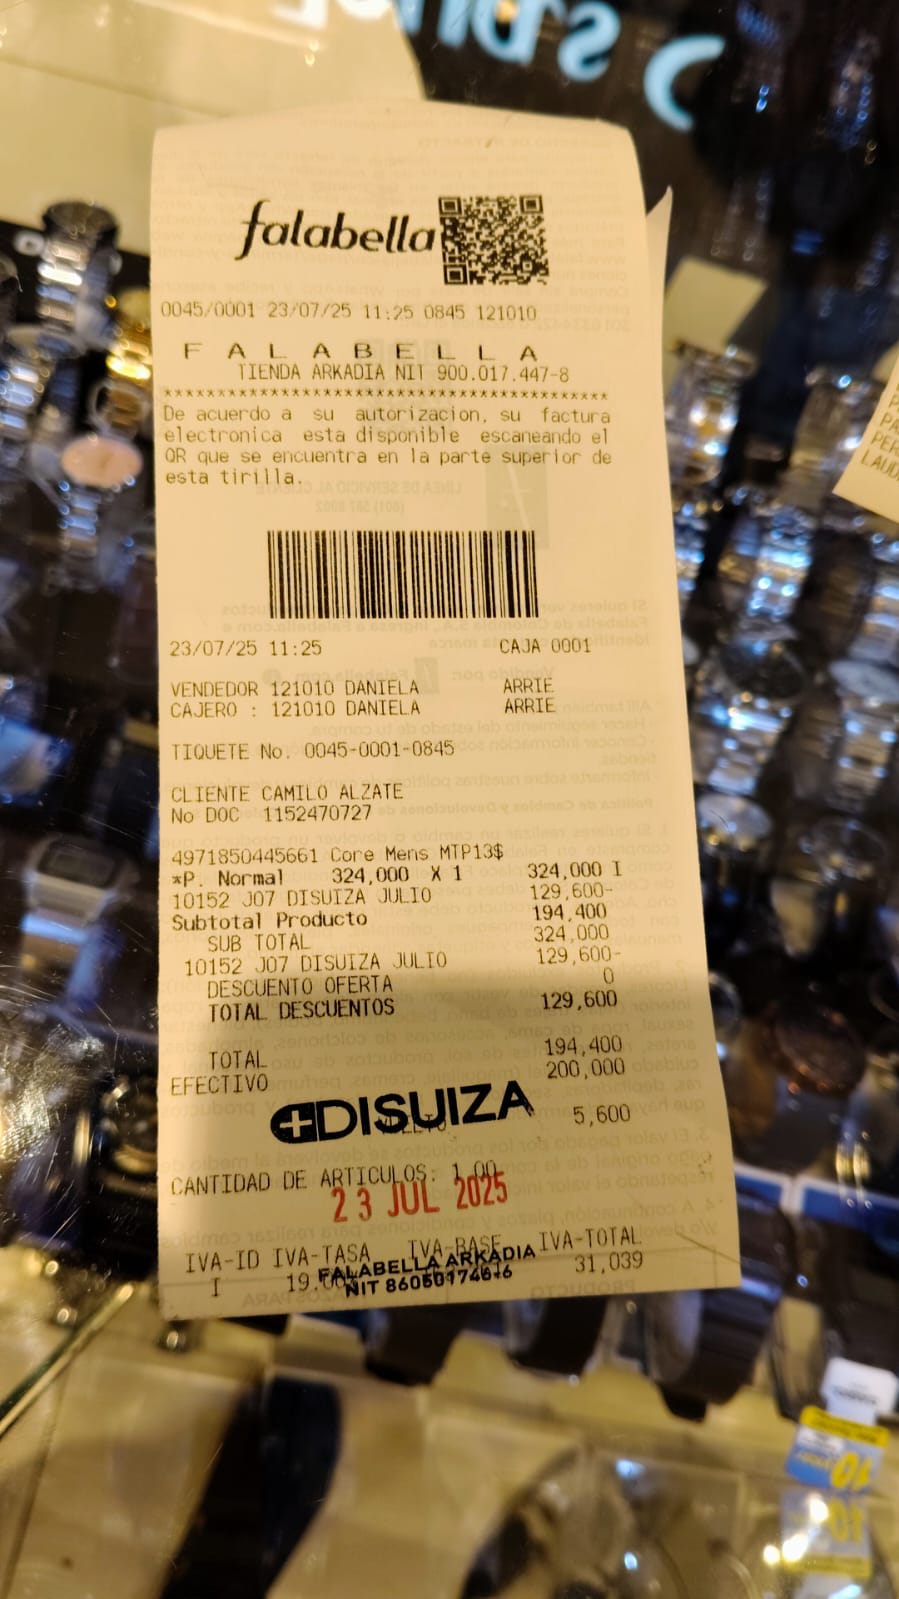 falabella
0045/0001 23/07/25 11:25 0845 121010
F A L A B E L L A
TIENDA ARKADIA NIT 900.017.447-8
******************************************************
De acuerdo a su autorizacion, su factura
electronica esta disponible escaneando el
QR que se encuentra en la parte superior de
esta tirilla.
23/07/25 11:25 CAJA 0001
VENDEDOR 121010 DANIELA ARRIE
CAJERO : 121010 DANIELA ARRIE
TIQUETE No. 0045-0001-0845
CLIENTE CAMILO ALZATE
No DOC 1152470727
4971850445661 Core Mens MTP13$
*P. Normal 324,000 X 1 324,000 I
10152 J07 DISUIZA JULIO 129,600-
Subtotal Producto 194,400
SUB TOTAL 324,000
10152 J07 DISUIZA JULIO 129,600-
DESCUENTO OFERTA 0
TOTAL DESCUENTOS 129,600
TOTAL 194,400
EFECTIVO 200,000
DISUIZA
5,600
CANTIDAD DE ARTICULOS: 1.00
23 JUL 2025
IVA-ID IVA-TASA IVA-BASE IVA-TOTAL
FALABELLA ARKADIA
I 31,039